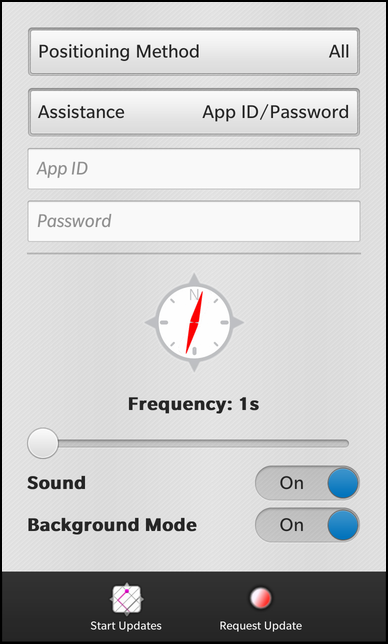 Positioning Method All
Assistance App ID/Password
App ID
Password
N
Frequency: 1s
Sound On
Background Mode On
Start Updates Request Update